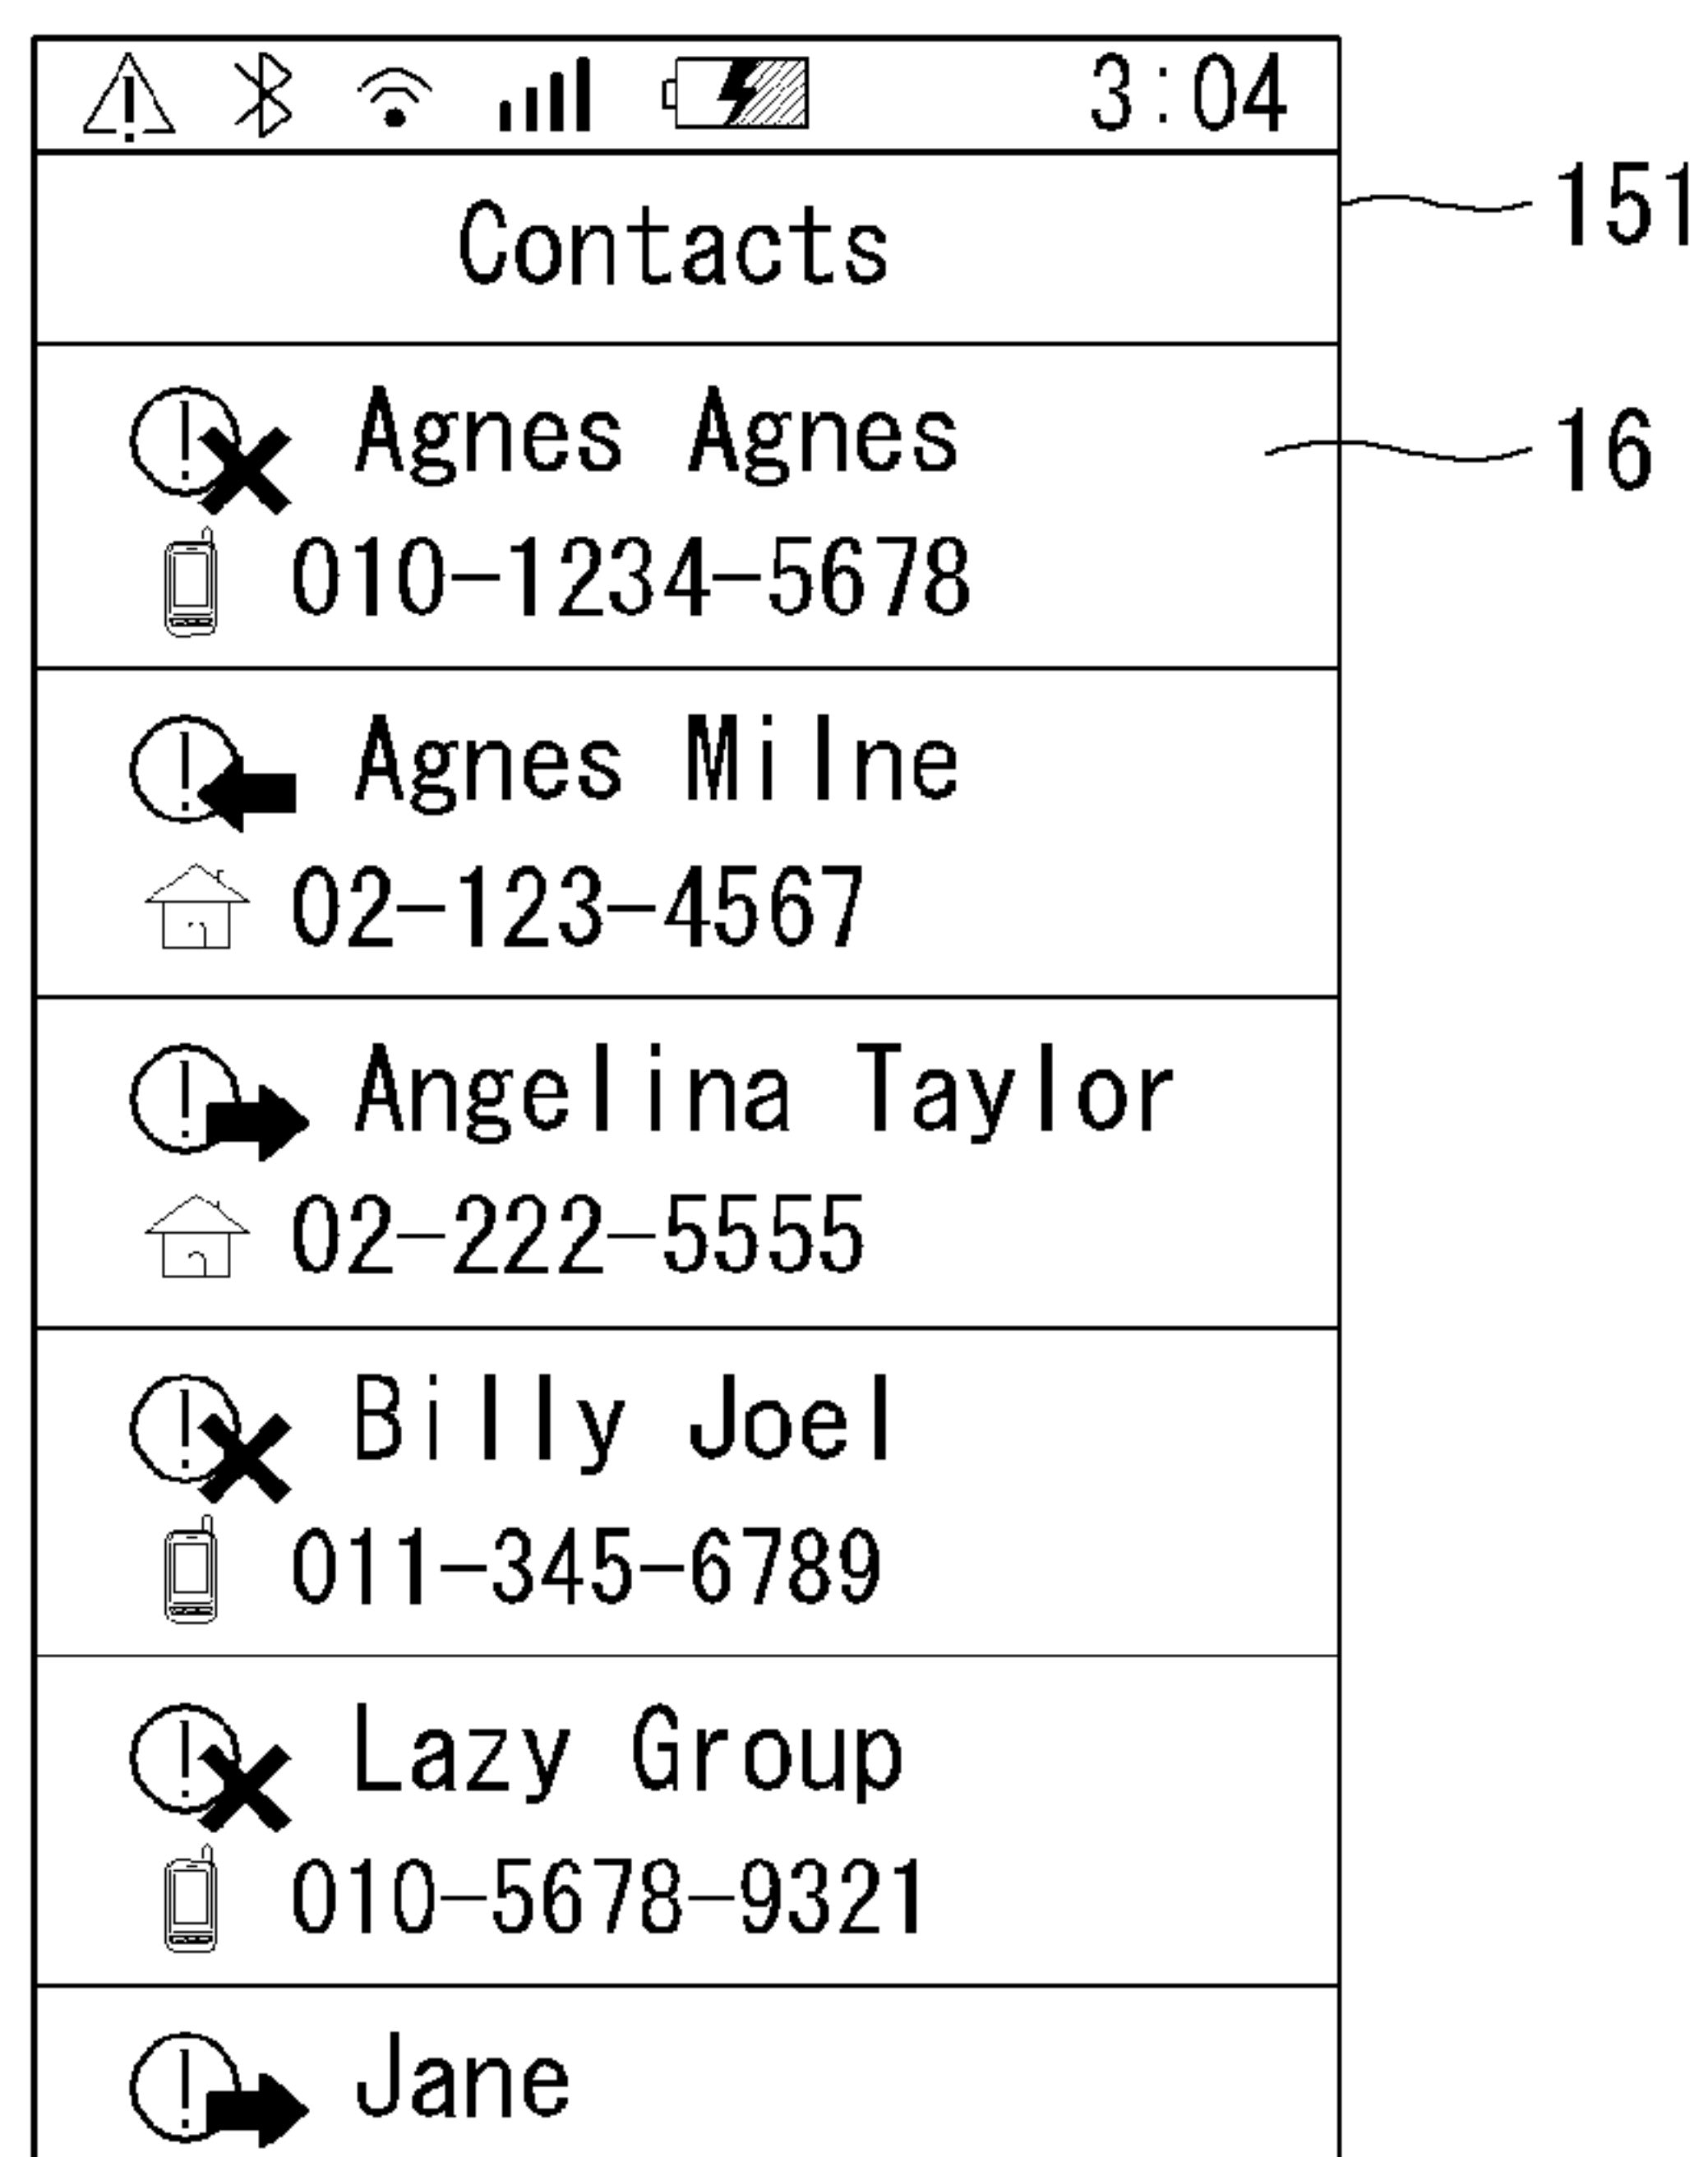 3:04
Contacts
151
Agnes Agnes
16
010-1234-5678
Agnes Milne
02-123-4567
Angelina Taylor
02-222-5555
Billy Joel
011-345-6789
Lazy Group
010-5678-9321
Jane